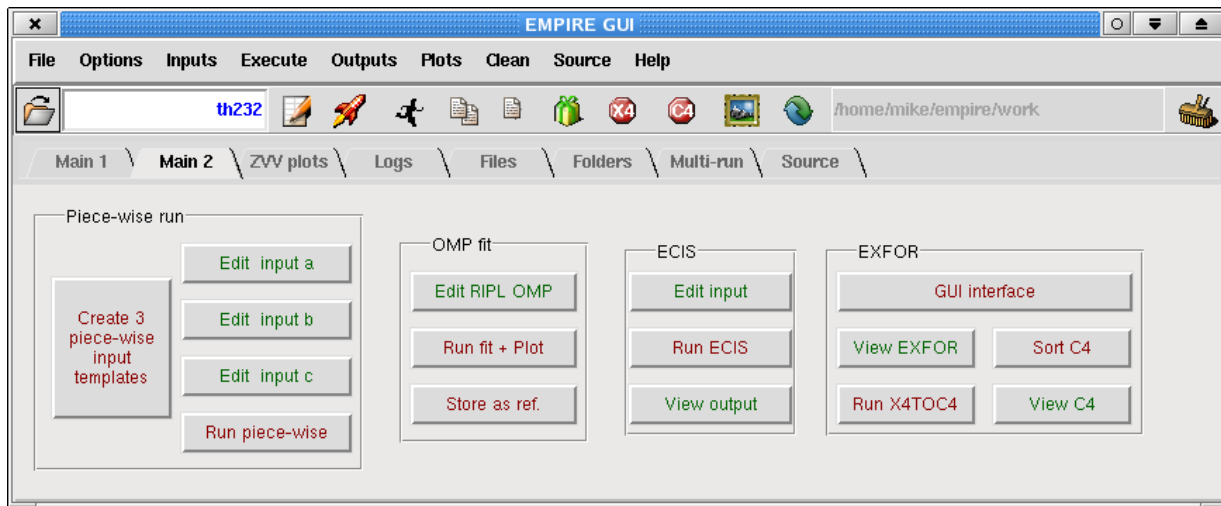 EMPIRE GUI
File Options Inputs Execute Outputs Plots Clean Source Help
th232 X4 C4 /home/mike/empire/work
Main 1 Main 2 ZVV plots Logs Files Folders Multi-run Source
Piece-wise run
Create 3
piece-wise
input
templates
Edit input a
Edit input b
Edit input c
Run piece-wise
OMP fit
Edit RIPL OMP
Run fit + Plot
Store as ref.
ECIS
Edit input
Run ECIS
View output
EXFOR
GUI interface
View EXFOR Sort C4
Run X4TOC4 View C4